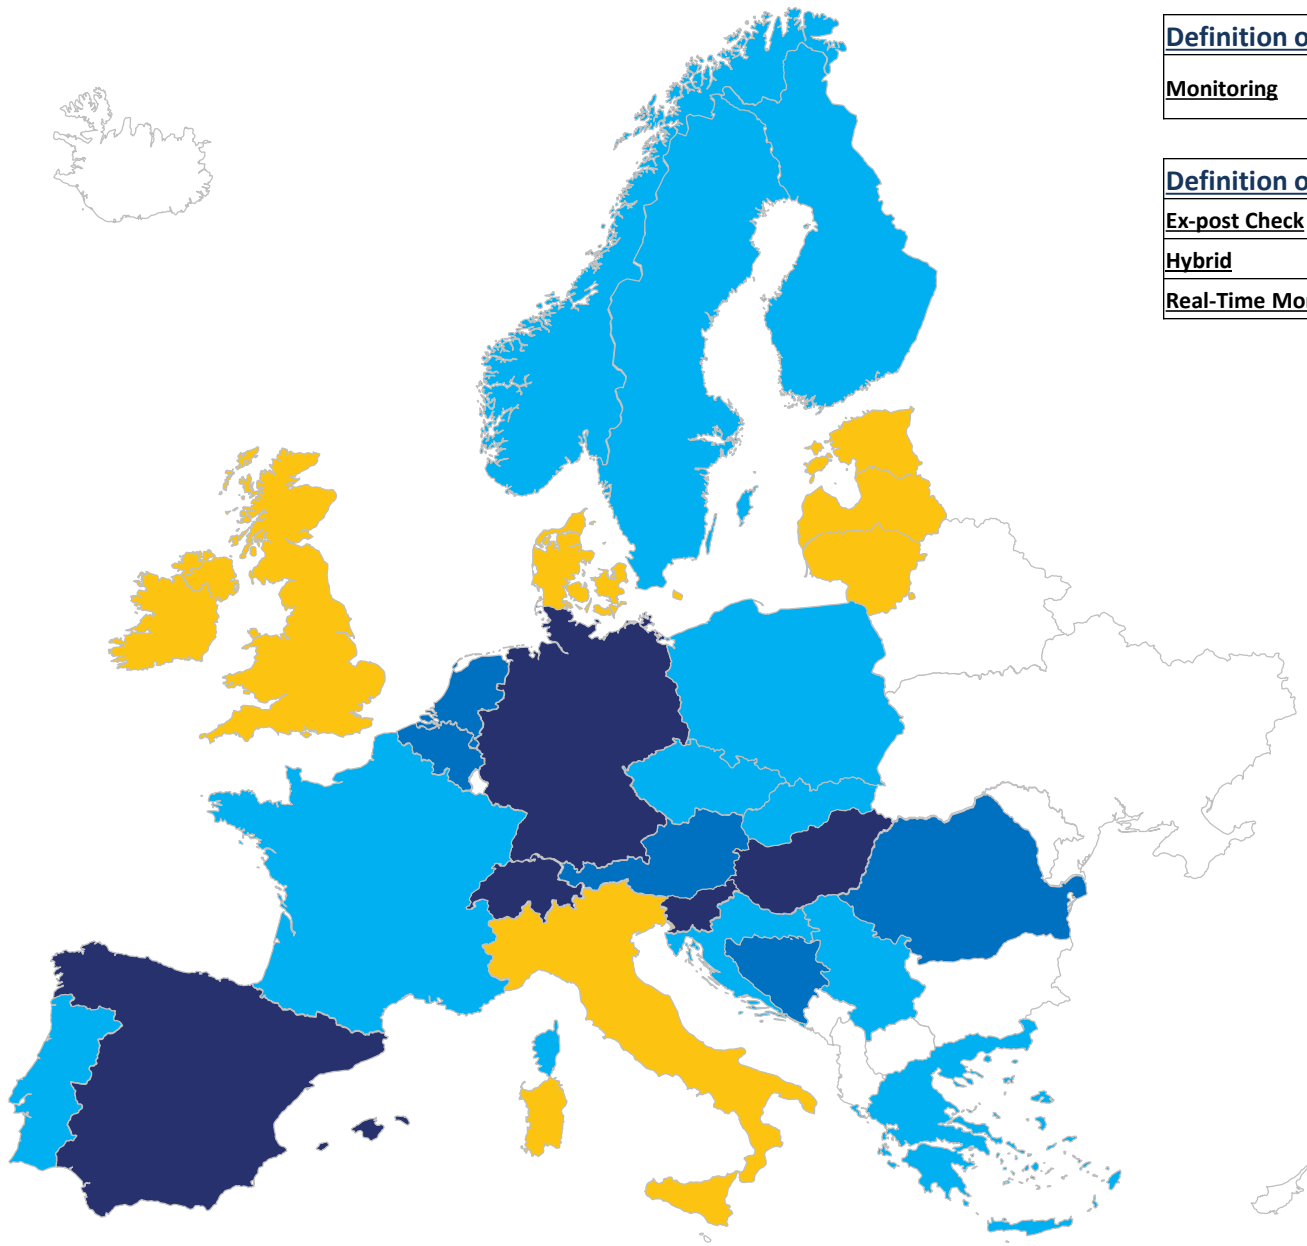 Definition o
Monitoring
Definition o
Ex-post Check
Hybrid
Real-Time Mo